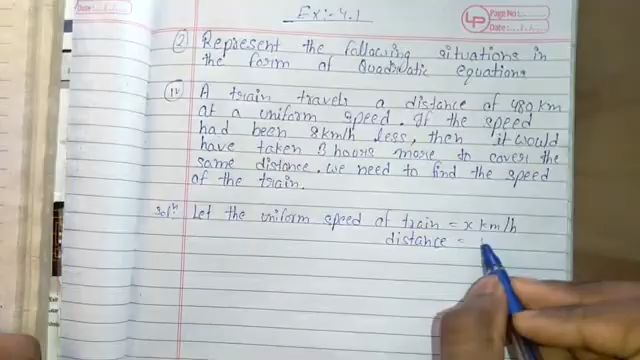 Ex:- 4.1
LP
Page No:
Date:
Date:
② Represent the following situations in
the form of Quadratic equations
(iv) A train travels a distance of 480 km
at a uniform speed. If the speed
had been 8km/h less, then it would
have taken 3 hours more to cover the
same distance. we need to find the speed
of the train.
Solⁿ: Let the uniform speed of train = x km/h
distance =